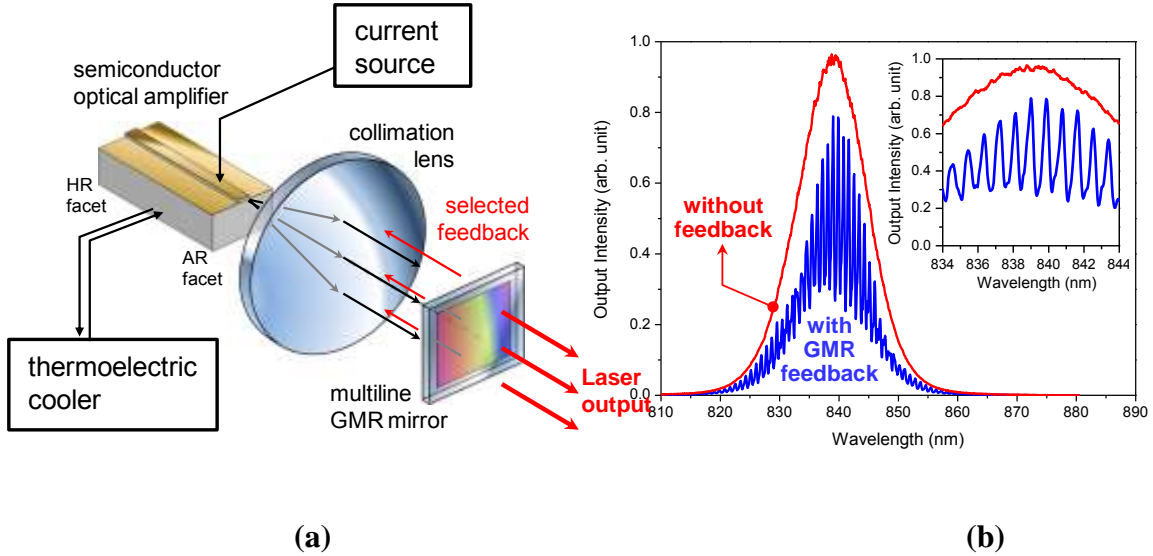 current
source
semiconductor
optical amplifier
collimation
lens
HR
facet
selected
feedback
AR
facet
thermoelectric
cooler
multiline
GMR mirror
Laser
output
(a)
Output Intensity (arb. unit)
1.0
0.8
0.6
0.4
0.2
0.0
810 820 830 840 850 860 870 880 890
Wavelength (nm)
without
feedback
with
GMR
feedback
Output Intensity (arb. unit)
1.0
0.8
0.6
0.4
0.2
0.0
834 836 838 840 842 844
Wavelength (nm)
(b)